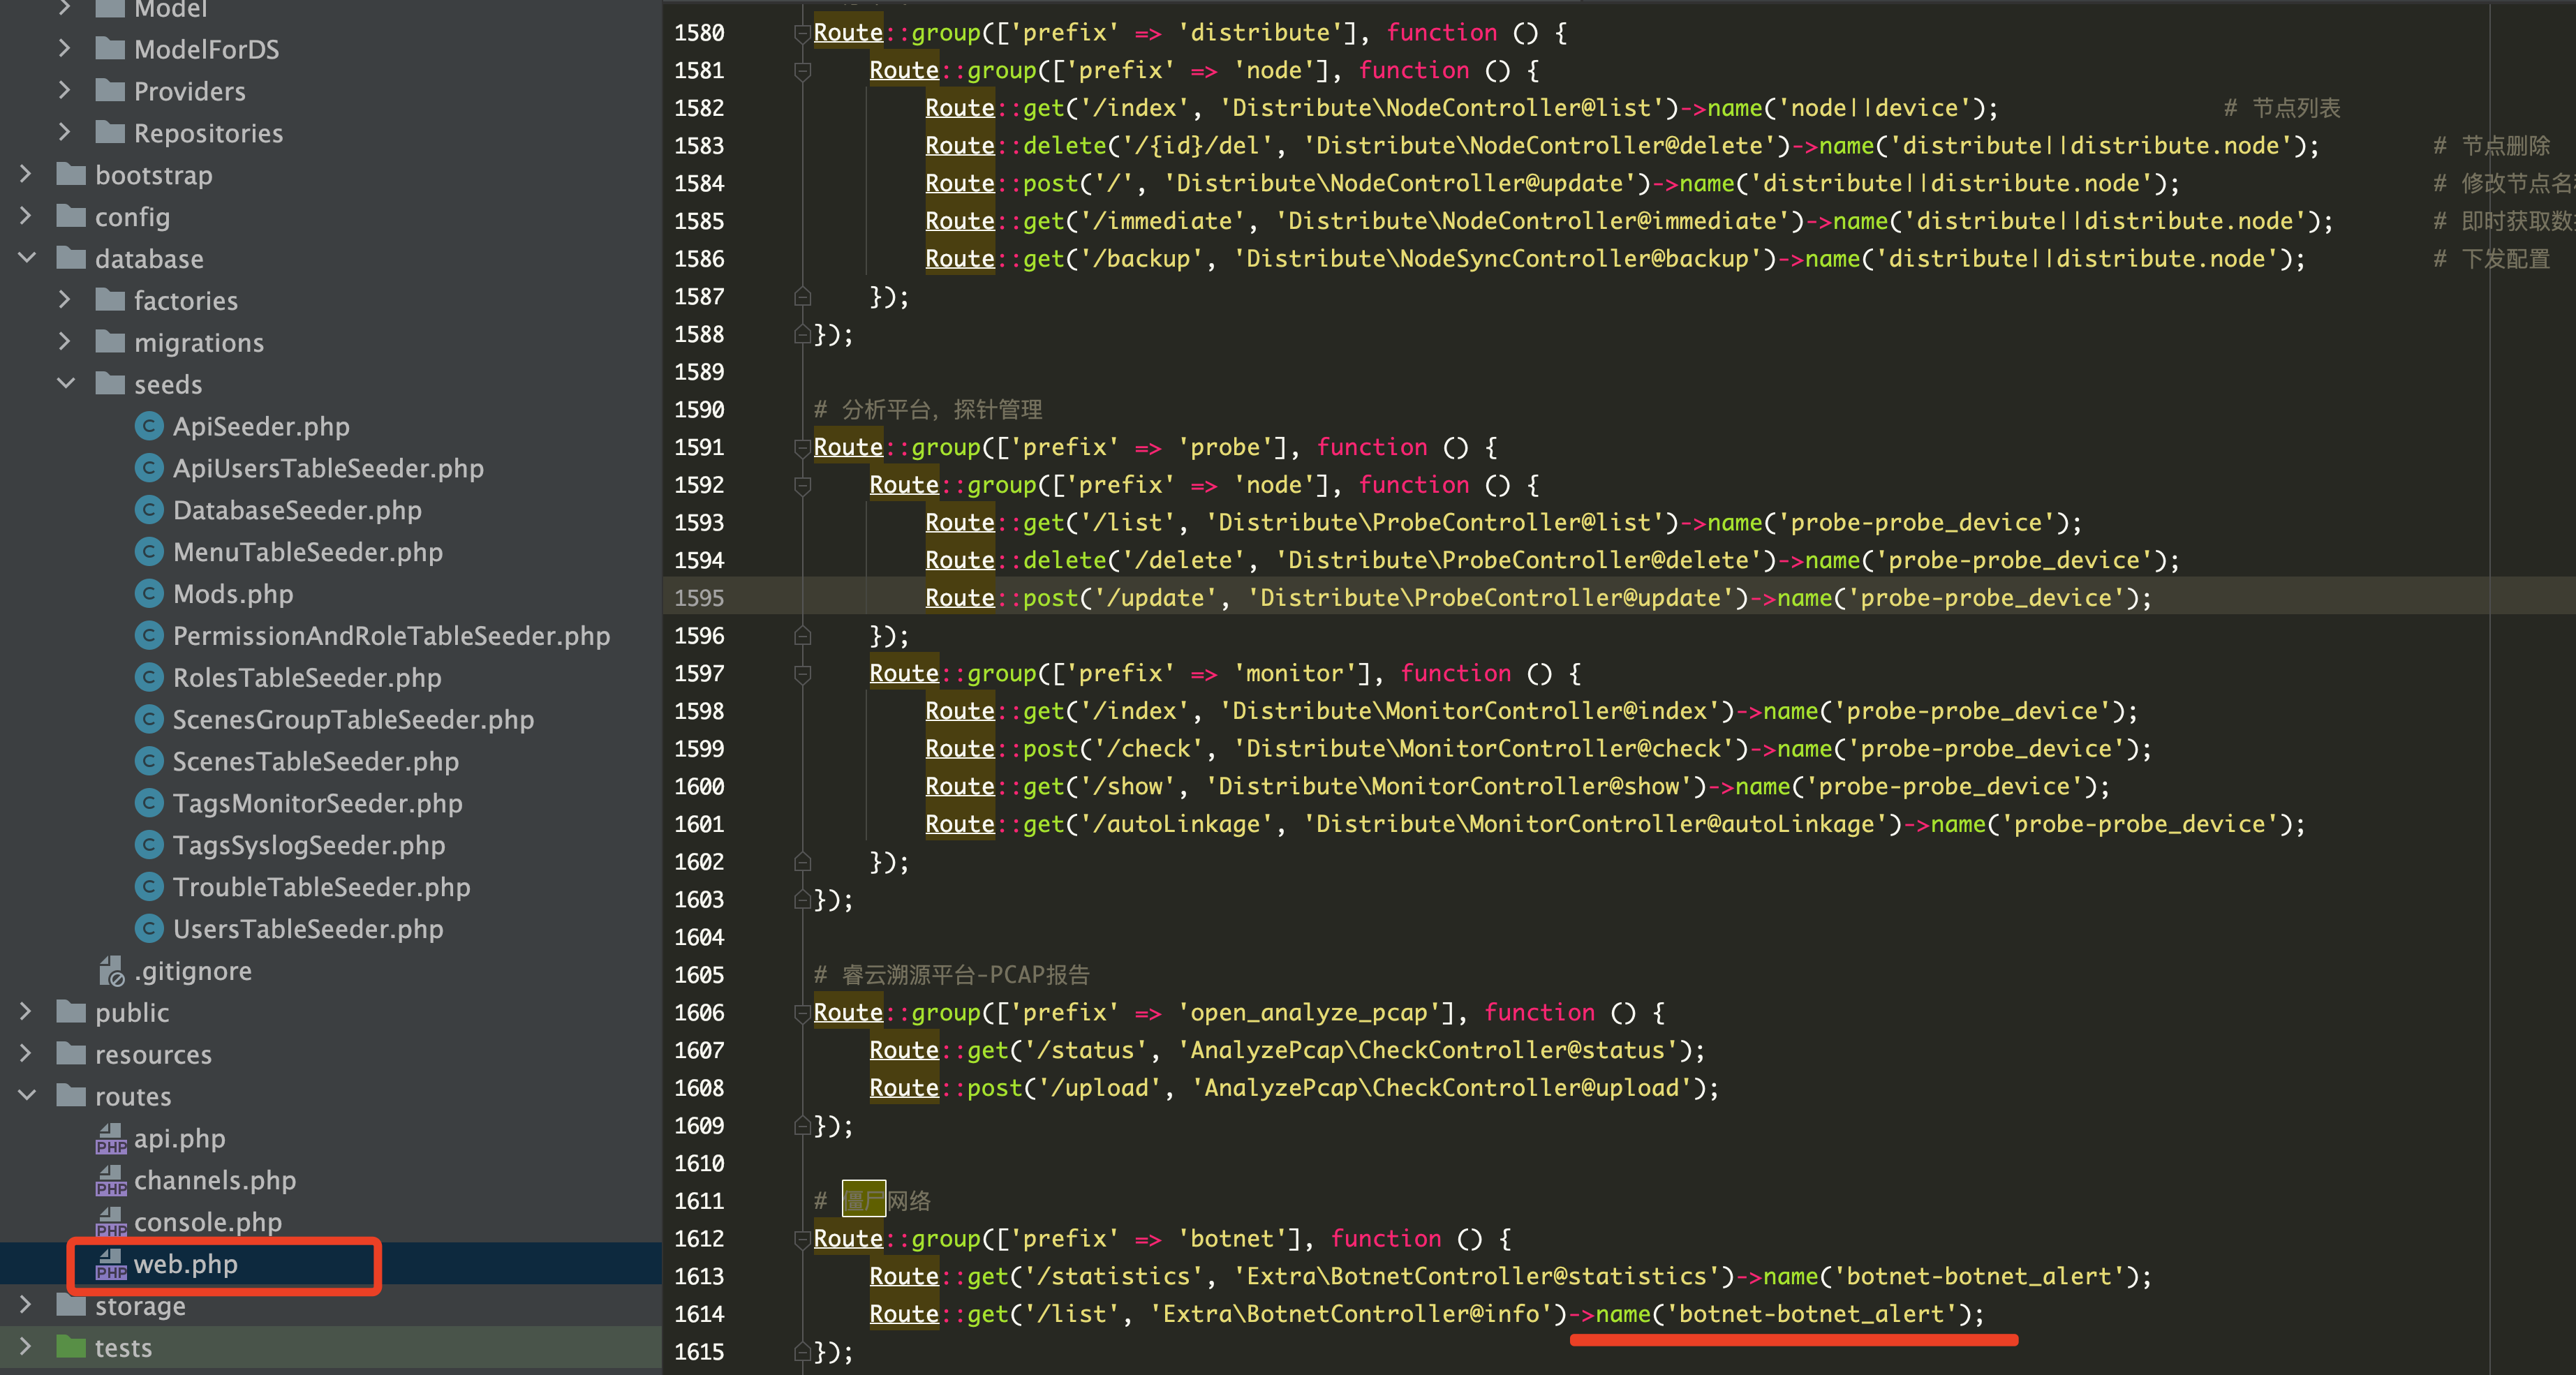 Model
ModelForDS
Providers
Repositories
bootstrap
config
database
factories
migrations
seeds
ApiSeeder.php
ApiUsersTableSeeder.php
DatabaseSeeder.php
MenuTableSeeder.php
Mods.php
PermissionAndRoleTableSeeder.php
RolesTableSeeder.php
ScenesGroupTableSeeder.php
ScenesTableSeeder.php
TagsMonitorSeeder.php
TagsSyslogSeeder.php
TroubleTableSeeder.php
UsersTableSeeder.php
.gitignore
public
resources
routes
api.php
channels.php
console.php
web.php
storage
tests
1580 Route::group(['prefix' => 'distribute'], function () {
1581 Route::group(['prefix' => 'node'], function () {
1582 Route::get('/index', 'Distribute\NodeController@list')->name('node||device'); # 节点列表
1583 Route::delete('/{id}/del', 'Distribute\NodeController@delete')->name('distribute||distribute.node'); # 节点删除
1584 Route::post('/', 'Distribute\NodeController@update')->name('distribute||distribute.node'); # 修改节点名
1585 Route::get('/immediate', 'Distribute\NodeController@immediate')->name('distribute||distribute.node'); # 即时获取数
1586 Route::get('/backup', 'Distribute\NodeSyncController@backup')->name('distribute||distribute.node'); # 下发配置
1587 });
1588 });
1589
1590 # 分析平台，探针管理
1591 Route::group(['prefix' => 'probe'], function () {
1592 Route::group(['prefix' => 'node'], function () {
1593 Route::get('/list', 'Distribute\ProbeController@list')->name('probe-probe_device');
1594 Route::delete('/delete', 'Distribute\ProbeController@delete')->name('probe-probe_device');
1595 Route::post('/update', 'Distribute\ProbeController@update')->name('probe-probe_device');
1596 });
1597 Route::group(['prefix' => 'monitor'], function () {
1598 Route::get('/index', 'Distribute\MonitorController@index')->name('probe-probe_device');
1599 Route::post('/check', 'Distribute\MonitorController@check')->name('probe-probe_device');
1600 Route::get('/show', 'Distribute\MonitorController@show')->name('probe-probe_device');
1601 Route::get('/autoLinkage', 'Distribute\MonitorController@autoLinkage')->name('probe-probe_device');
1602 });
1603 });
1604
1605 # 睿云溯源平台-PCAP报告
1606 Route::group(['prefix' => 'open_analyze_pcap'], function () {
1607 Route::get('/status', 'AnalyzePcap\CheckController@status');
1608 Route::post('/upload', 'AnalyzePcap\CheckController@upload');
1609 });
1610
1611 # 僵尸网络
1612 Route::group(['prefix' => 'botnet'], function () {
1613 Route::get('/statistics', 'Extra\BotnetController@statistics')->name('botnet-botnet_alert');
1614 Route::get('/list', 'Extra\BotnetController@info')->name('botnet-botnet_alert');
1615 });